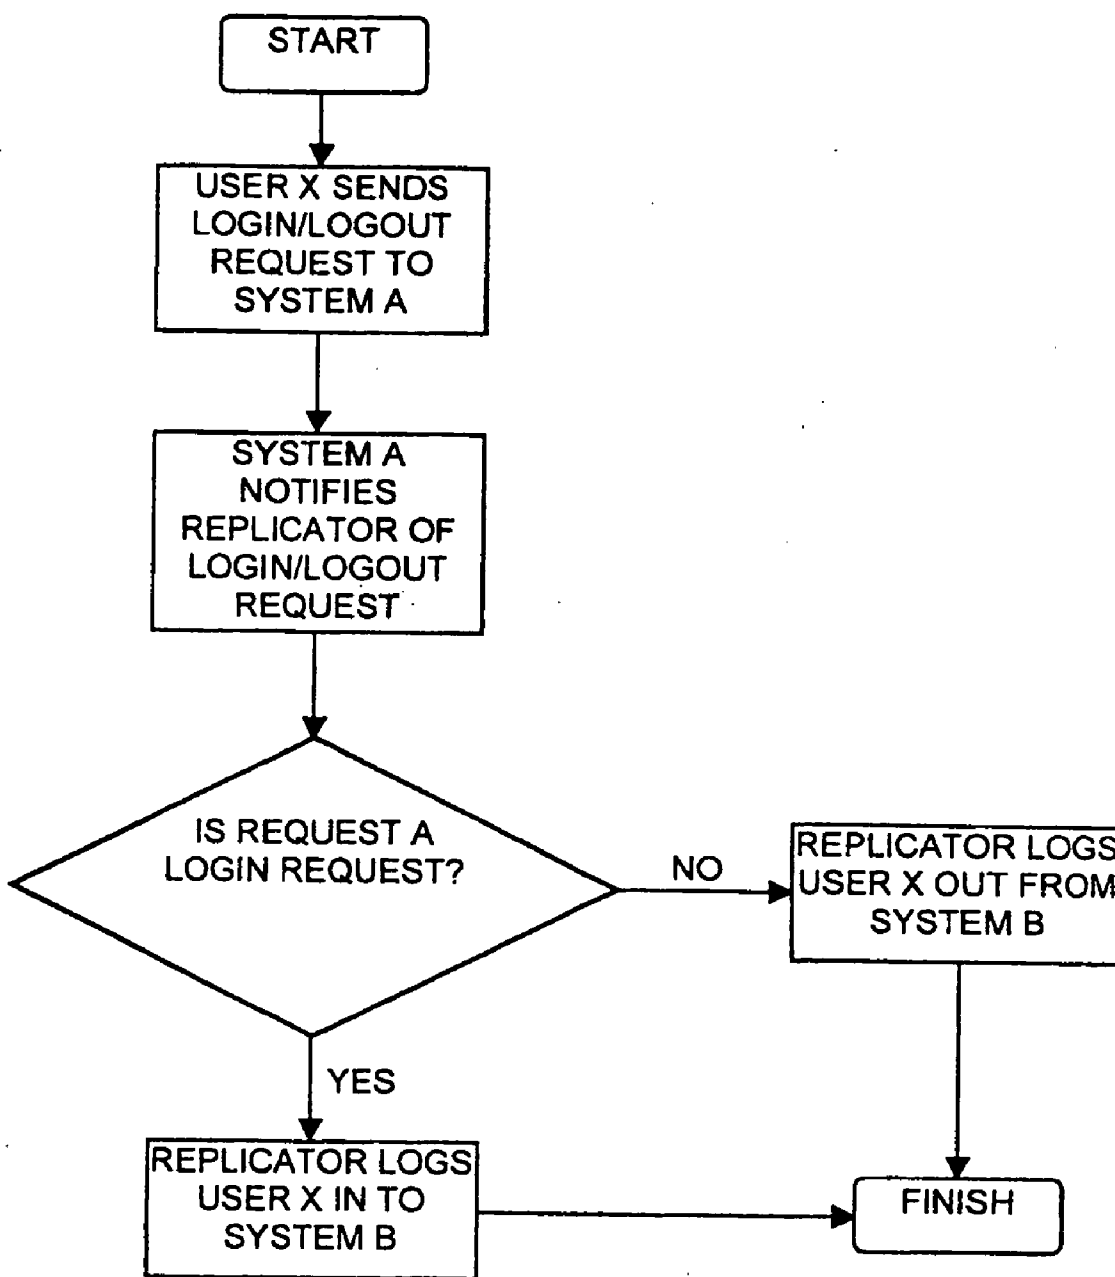 START
USER X SENDS
LOGIN/LOGOUT
REQUEST TO
SYSTEM A
SYSTEM A
NOTIFIES
REPLICATOR OF
LOGIN/LOGOUT
REQUEST
IS REQUEST A
LOGIN REQUEST?
NO
REPLICATOR LOGS
USER X OUT FROM
SYSTEM B
YES
REPLICATOR LOGS
USER X IN TO
SYSTEM B
FINISH